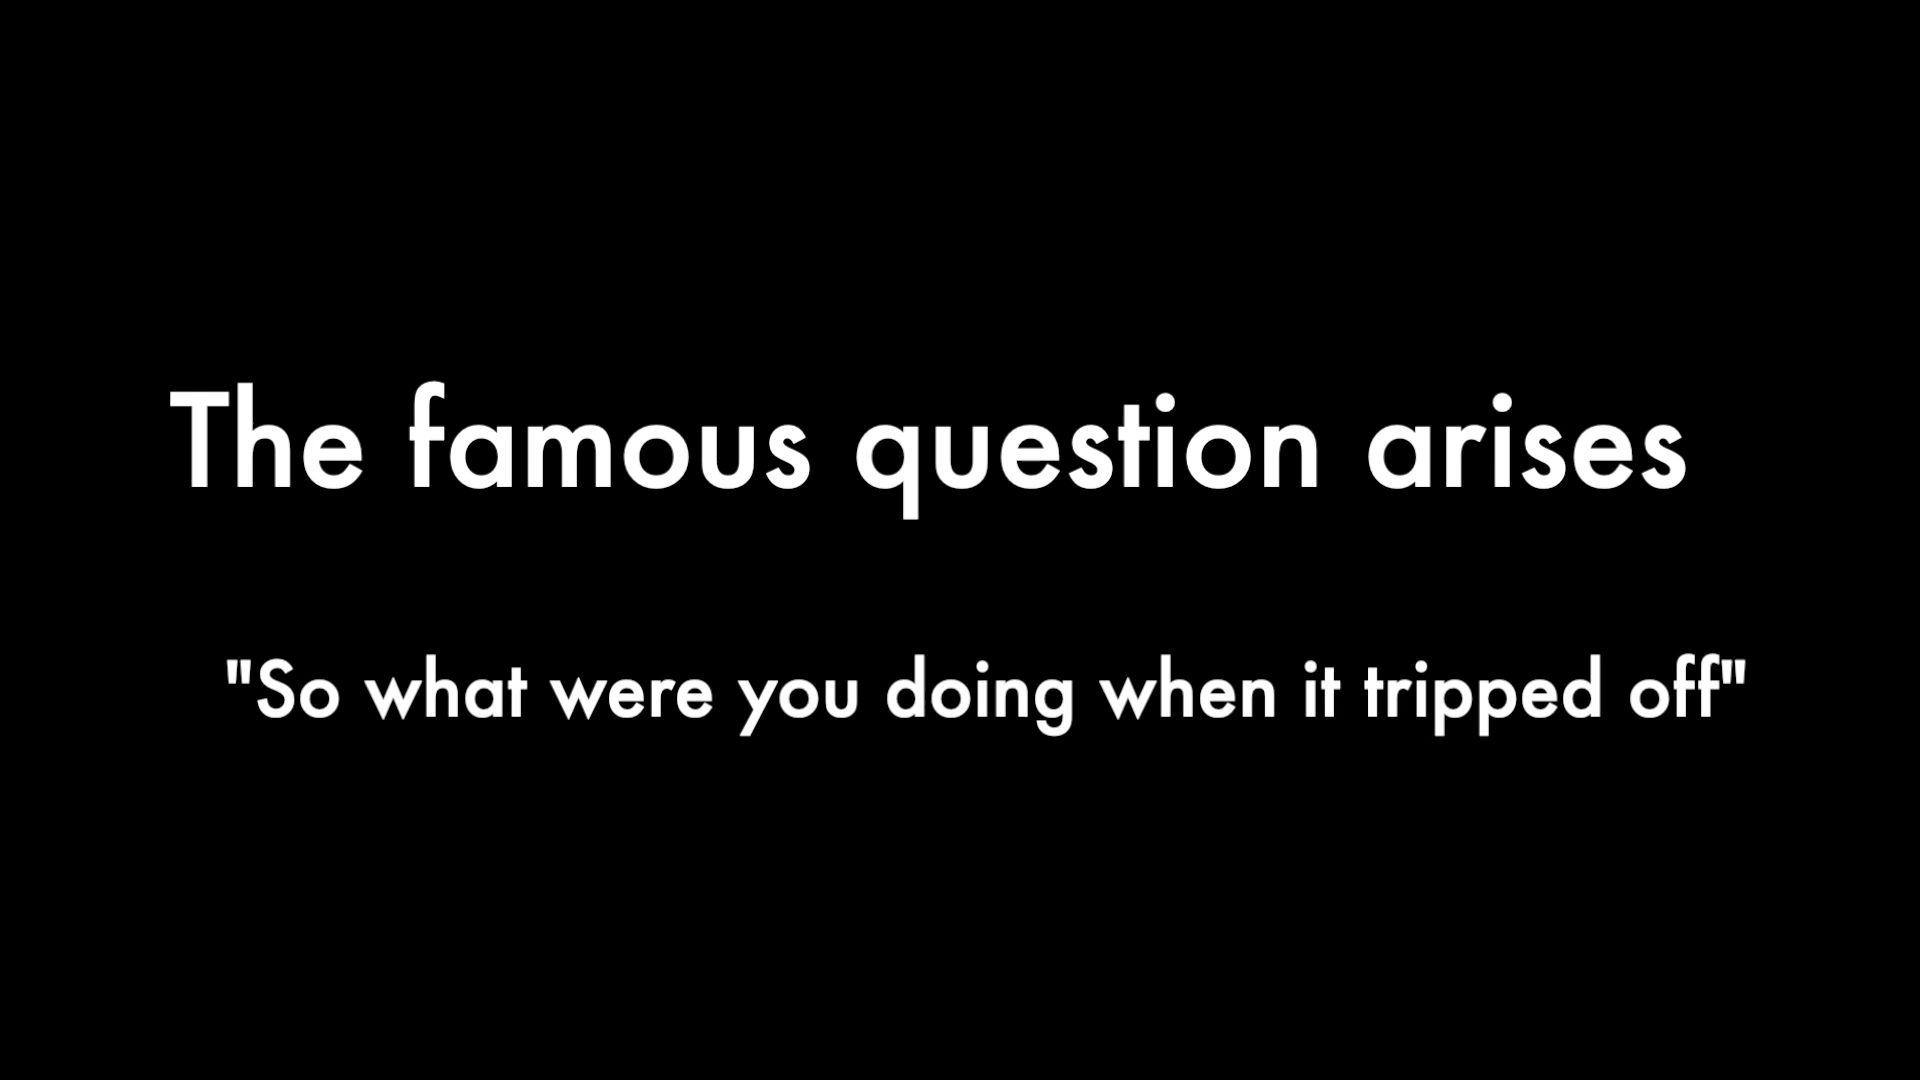 The famous question arises
"So what were you doing when it tripped off"